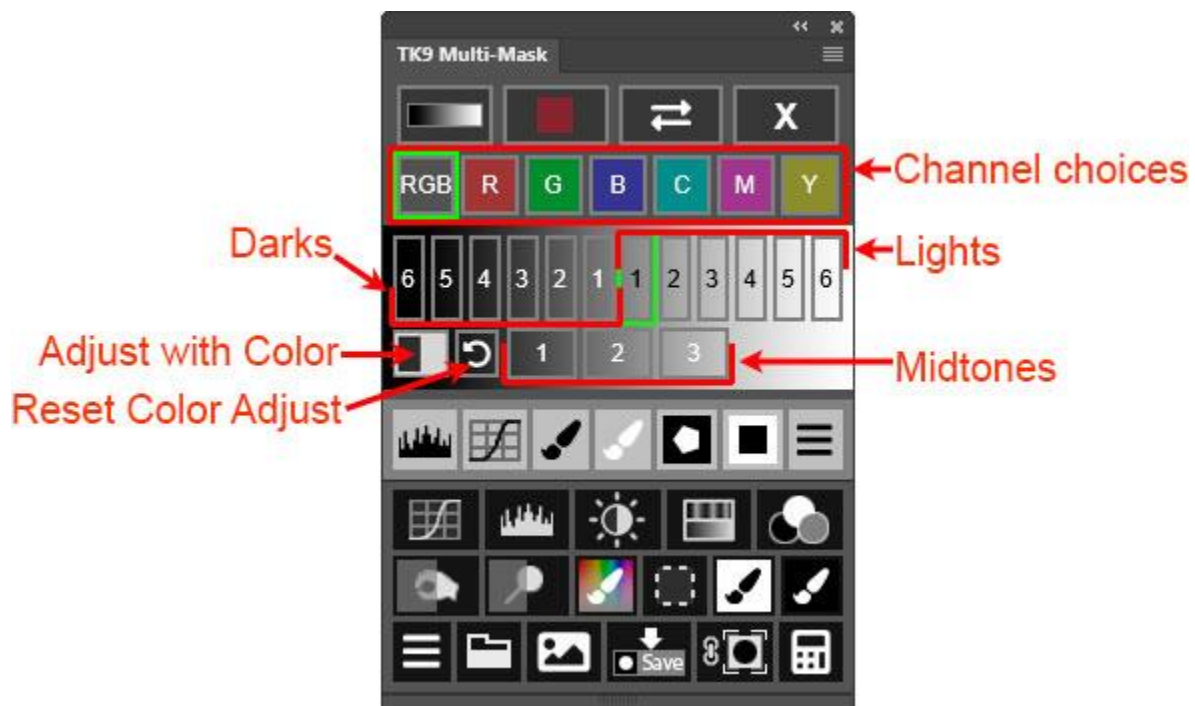 TK9 Multi-Mask
X
RGB R G B C M Y
Channel choices
Darks
Lights
6 5 4 3 2 1 1 2 3 4 5 6
Adjust with Color
1 2 3
Midtones
Reset Color Adjust
Save